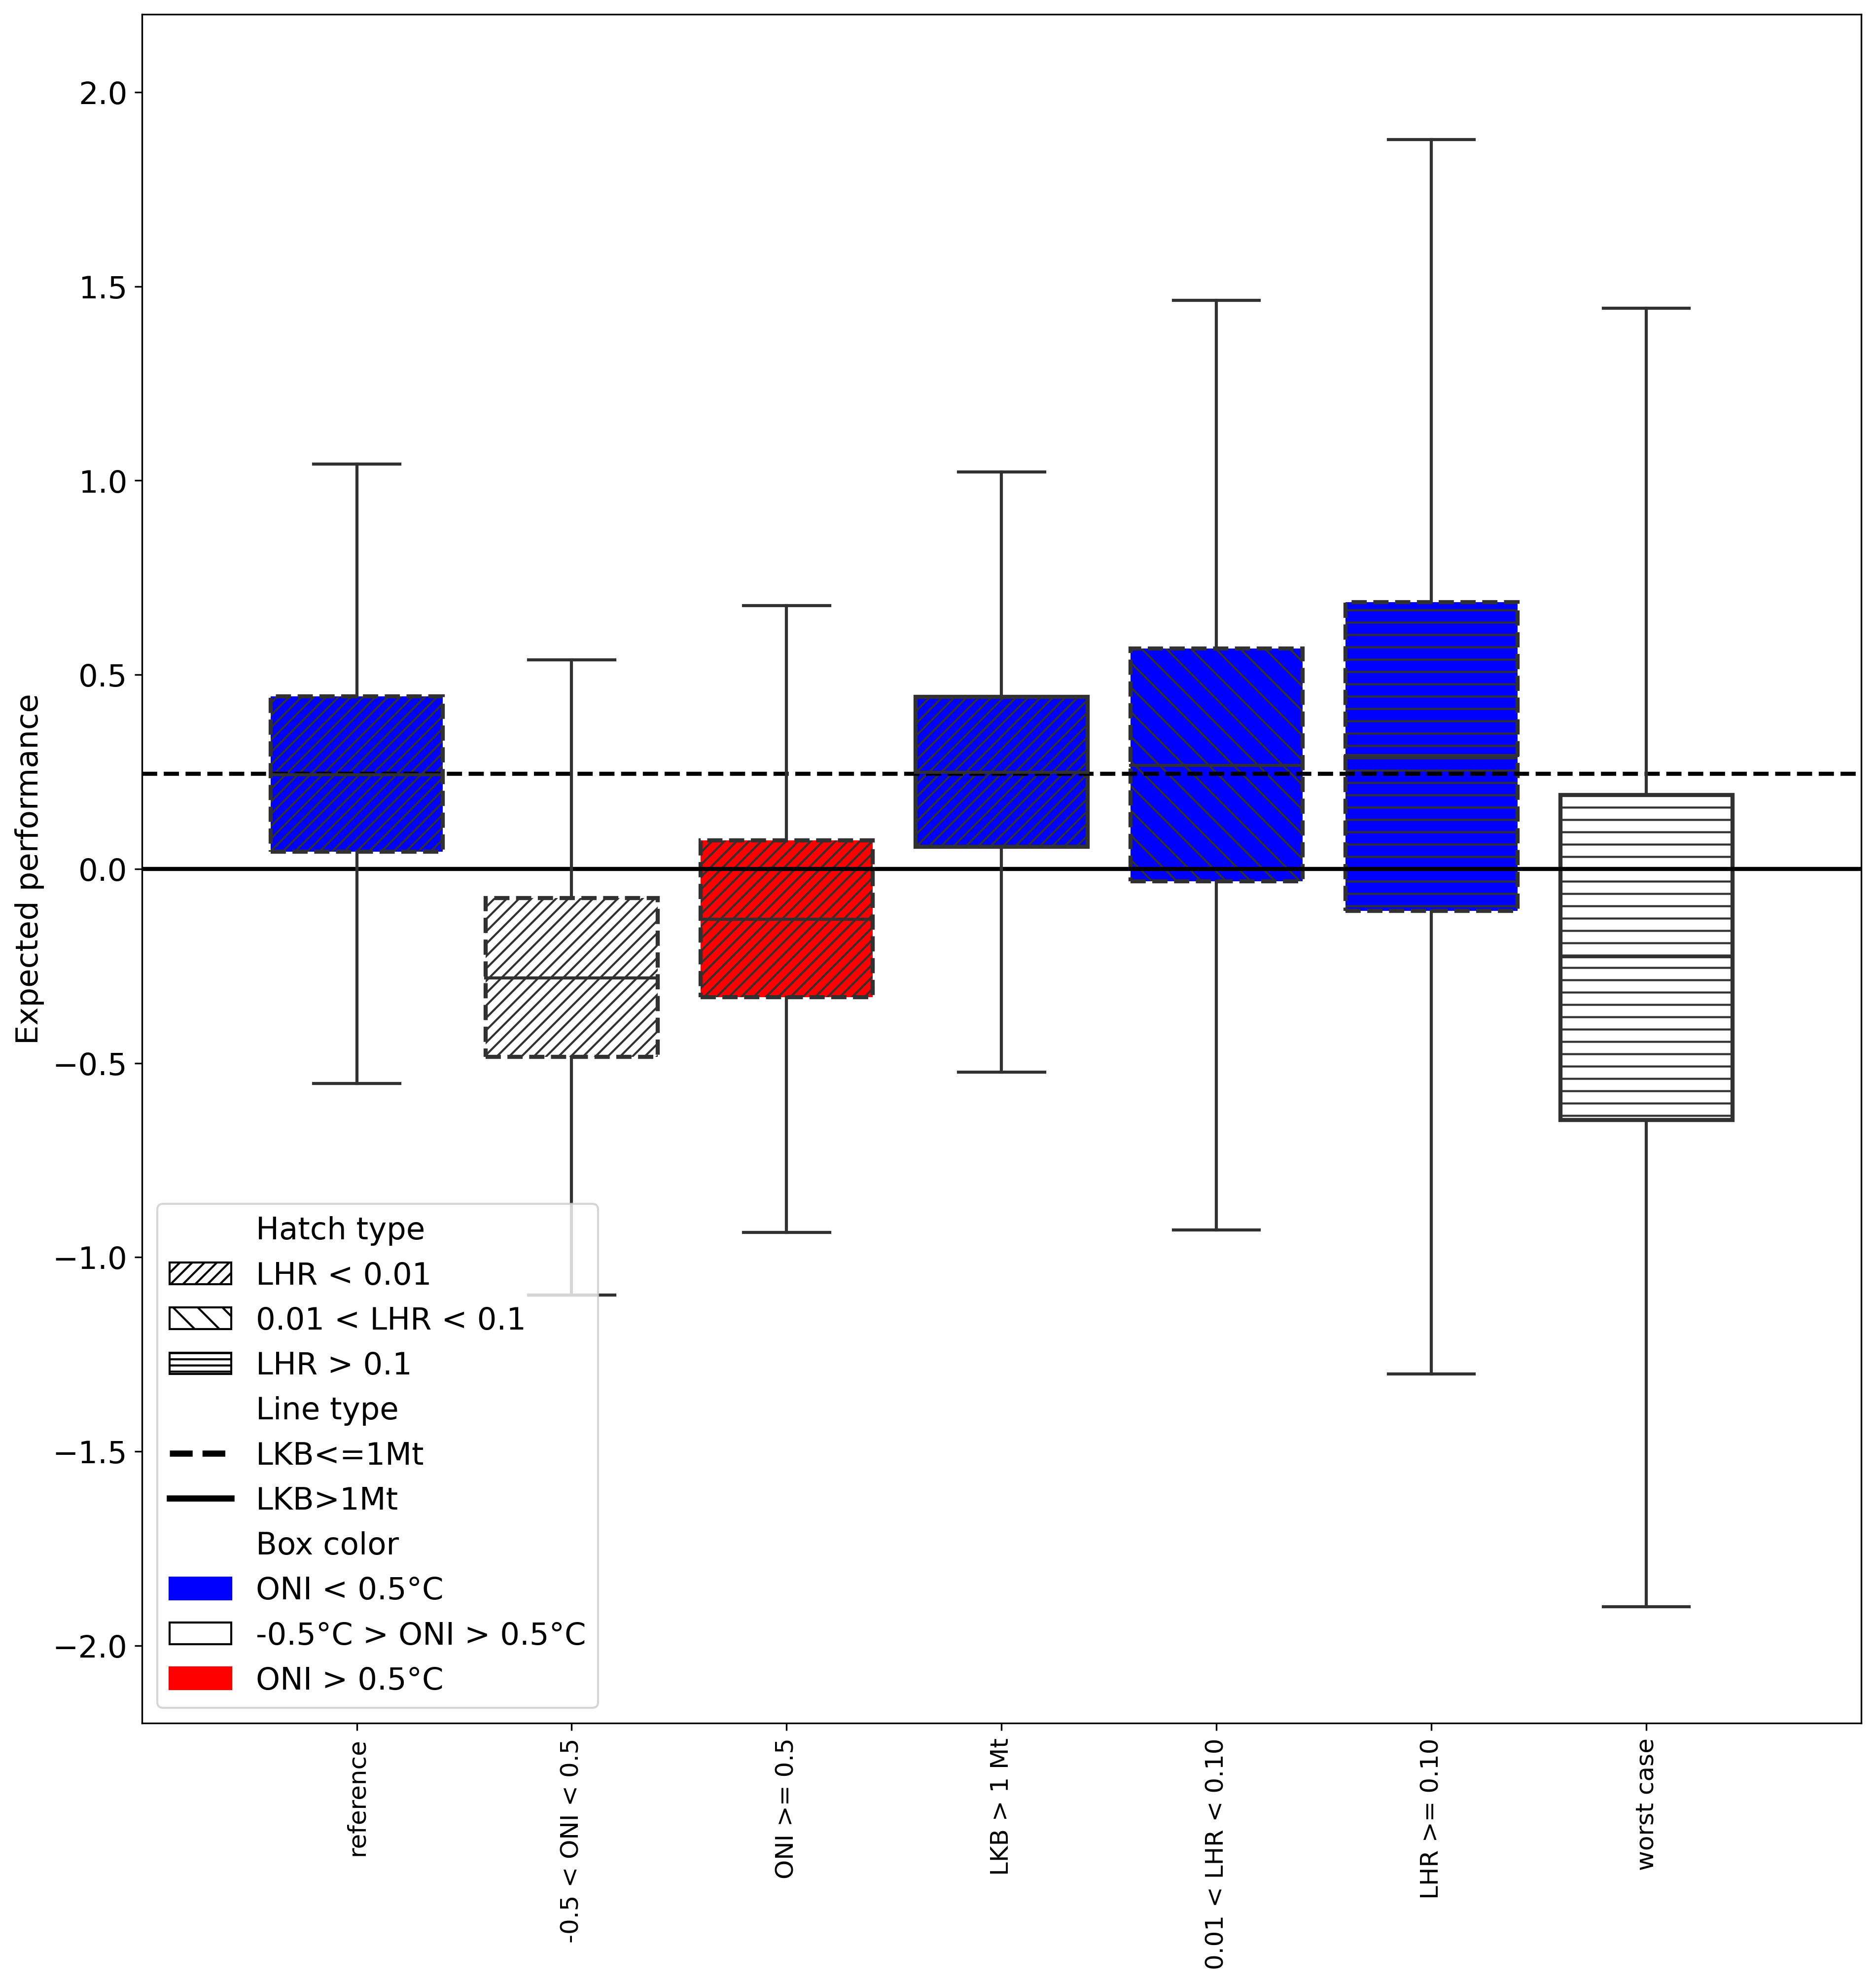 Expected performance
2.0
1.5
1.0
0.5
0.0
−0.5
−1.0
−1.5
−2.0
Hatch type
LHR < 0.01
0.01 < LHR < 0.1
LHR > 0.1
Line type
LKB<=1Mt
LKB>1Mt
Box color
ONI < 0.5°C
-0.5°C > ONI > 0.5°C
ONI > 0.5°C
reference
-0.5 < ONI < 0.5
ONI >= 0.5
LKB > 1 Mt
0.01 < LHR < 0.10
LHR >= 0.10
worst case